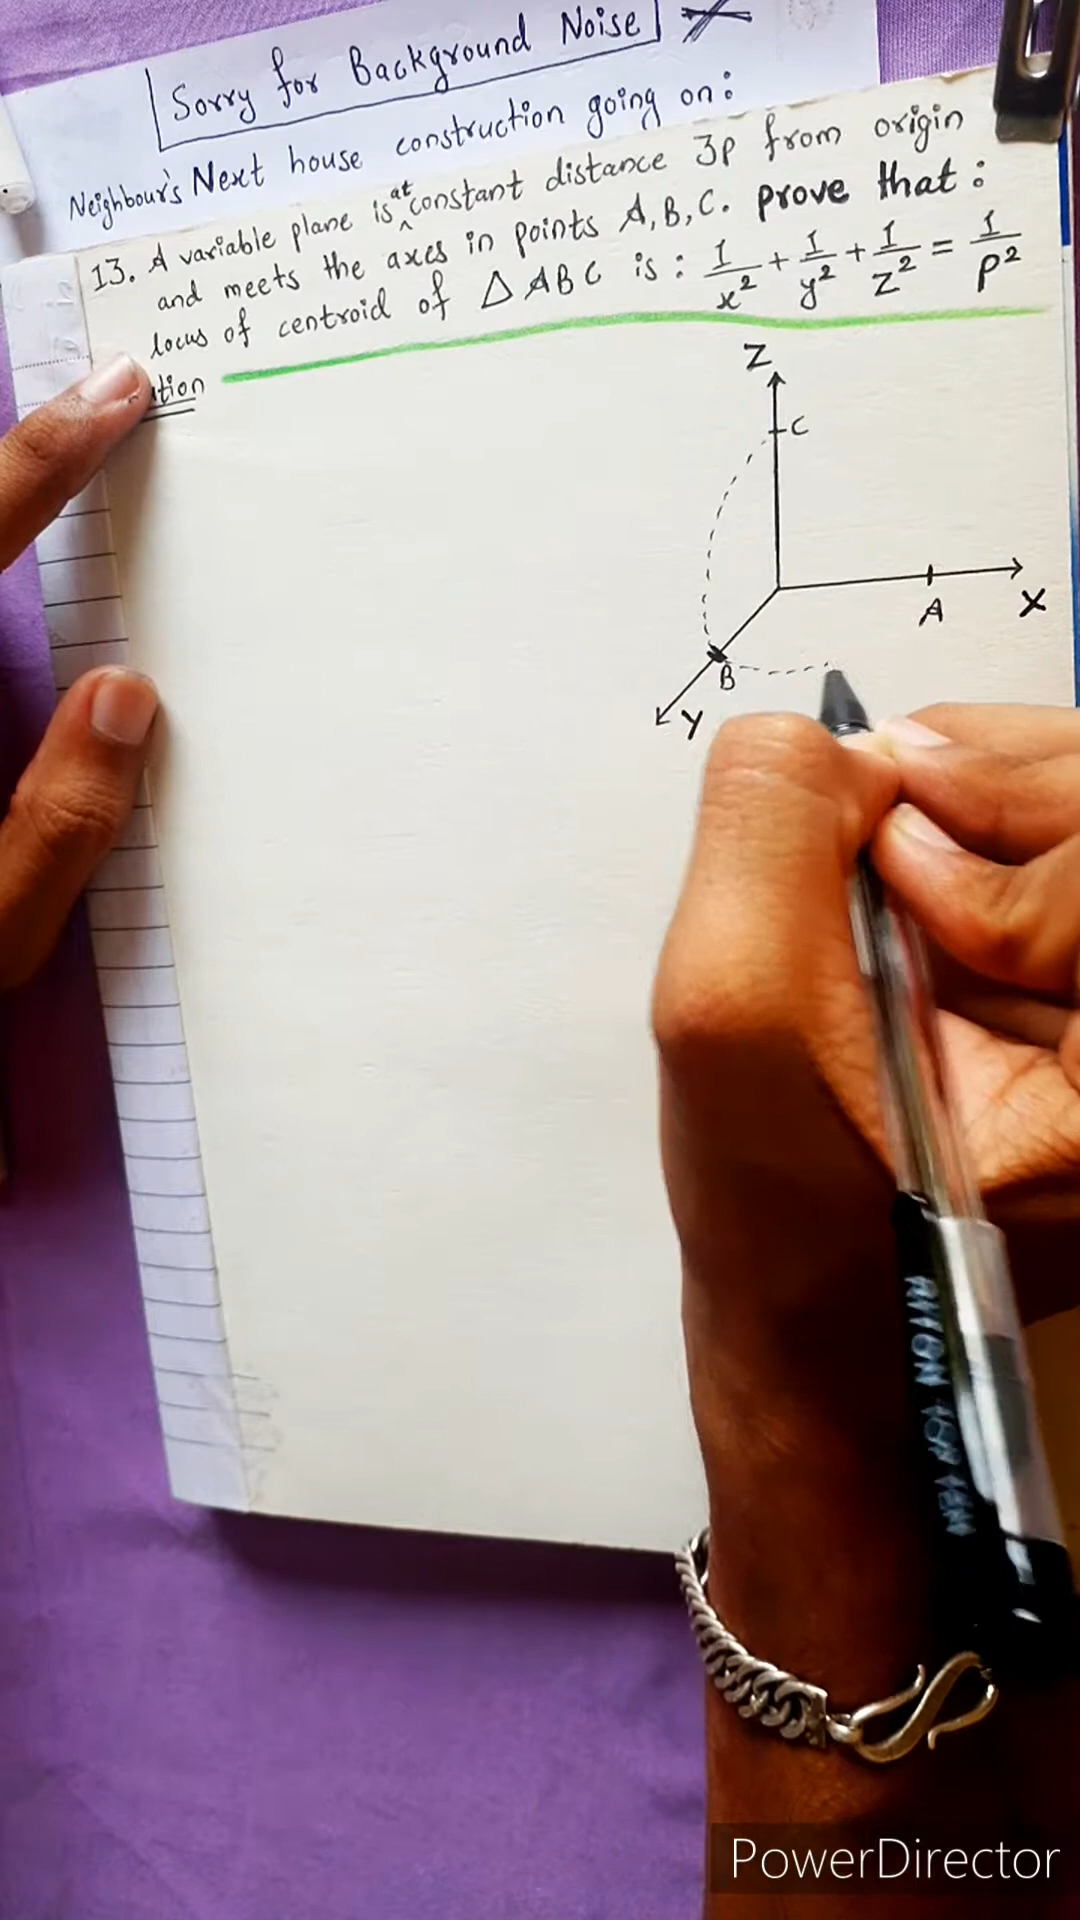 Sorry for Background Noise
Neighbour's Next house construction going on:
13. A variable plane is at constant distance 3p from origin
and meets the axes in points A, B, C. prove that:
locus of centroid of △ ABC is: 1/x² + 1/y² + 1/z² = 1/p²
ution
Z
C
A
X
B
Y
PowerDirector